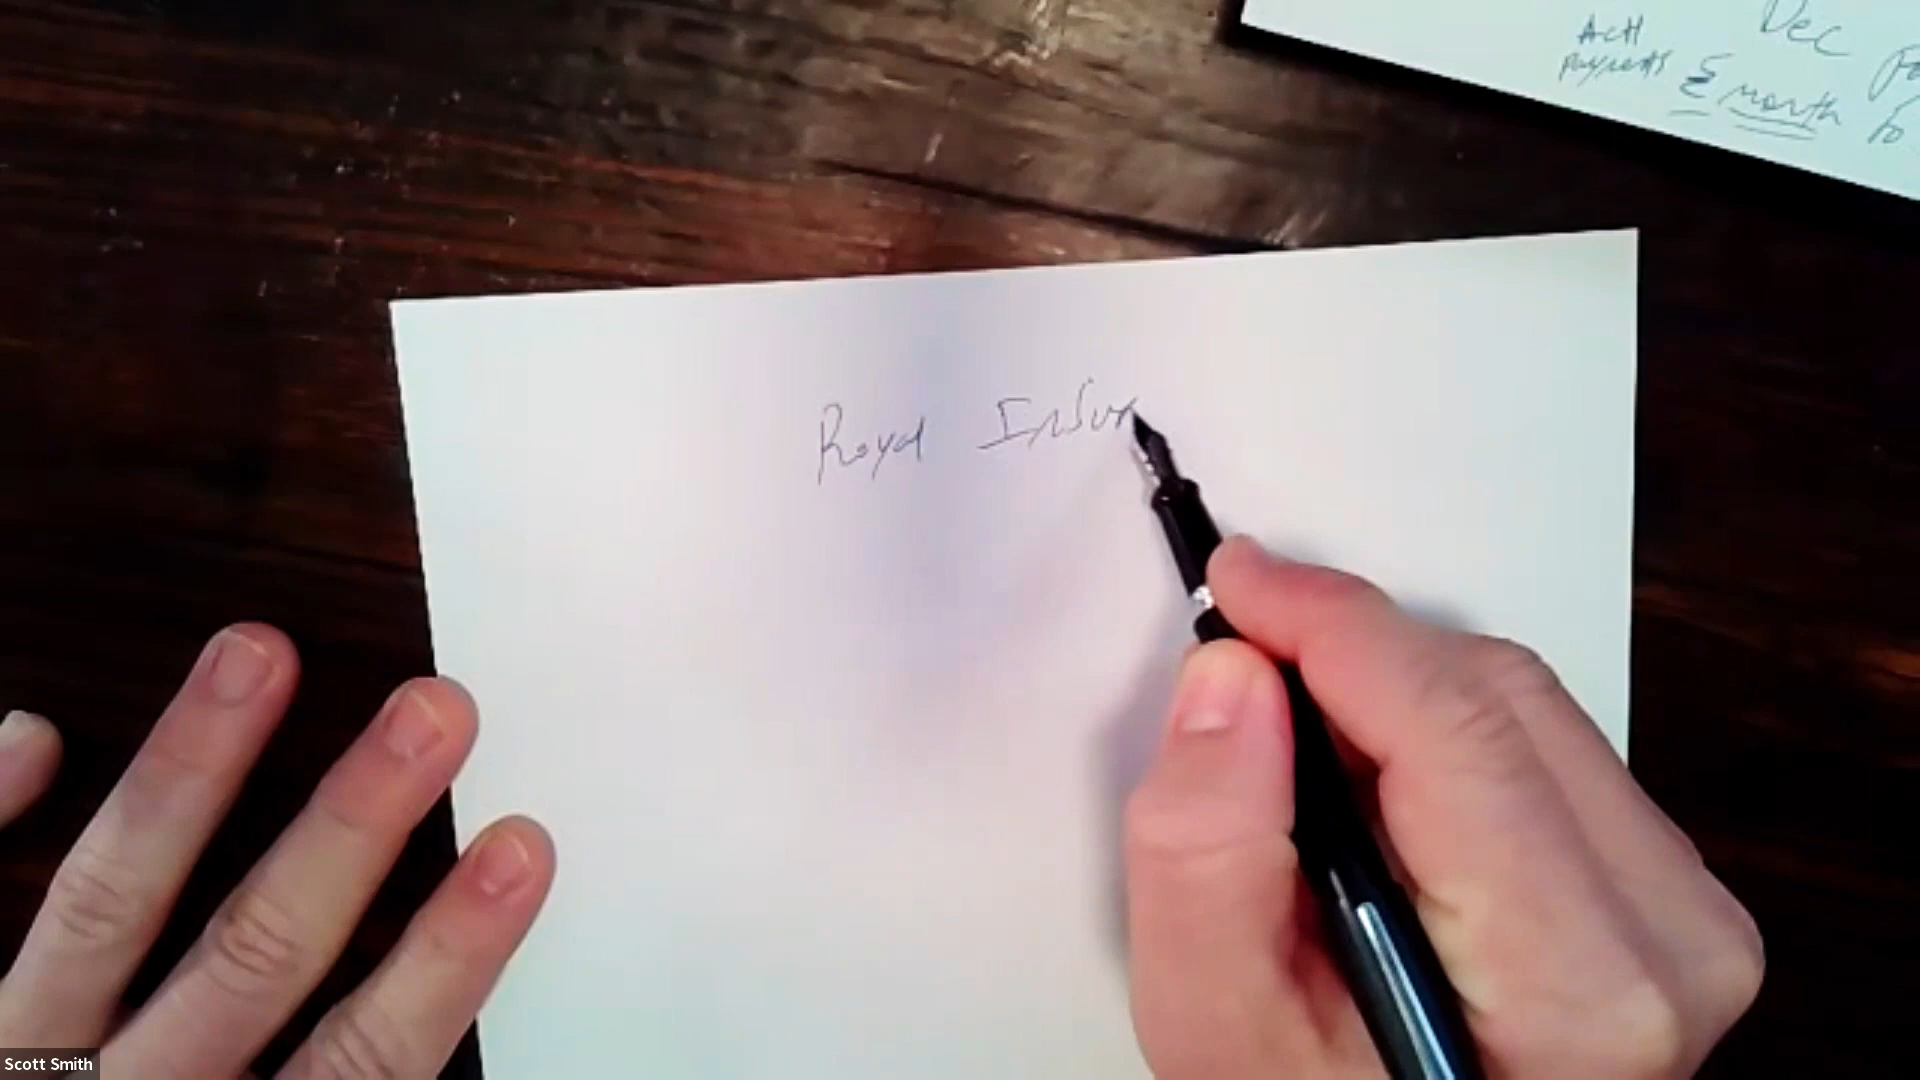 ACH
payments
Dec
£ month
Royal Insur
Scott Smith